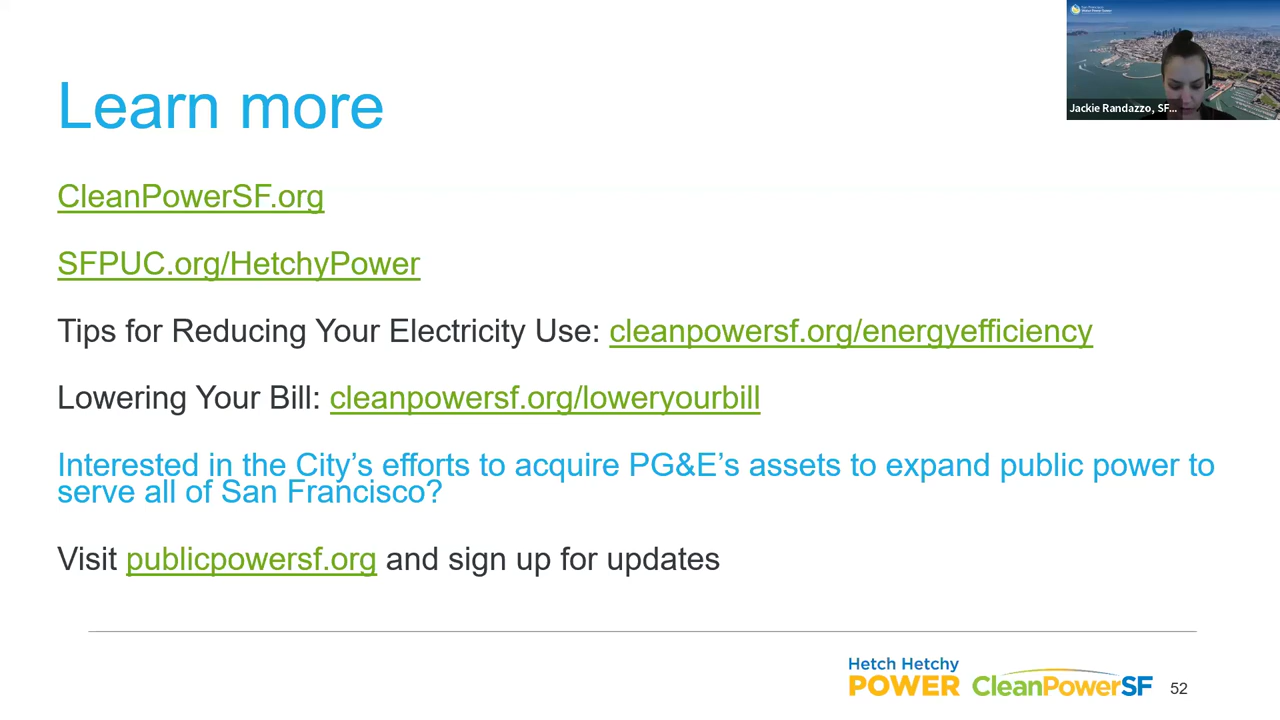 Learn more
Jackie Randazzo, SF...
CleanPowerSF.org
SFPUC.org/HetchyPower
Tips for Reducing Your Electricity Use: cleanpowersf.org/energyefficiency
Lowering Your Bill: cleanpowersf.org/loweryourbill
Interested in the City’s efforts to acquire PG&E’s assets to expand public power to
serve all of San Francisco?
Visit publicpowersf.org and sign up for updates
Hetch Hetchy
POWER
CleanPowerSF
52